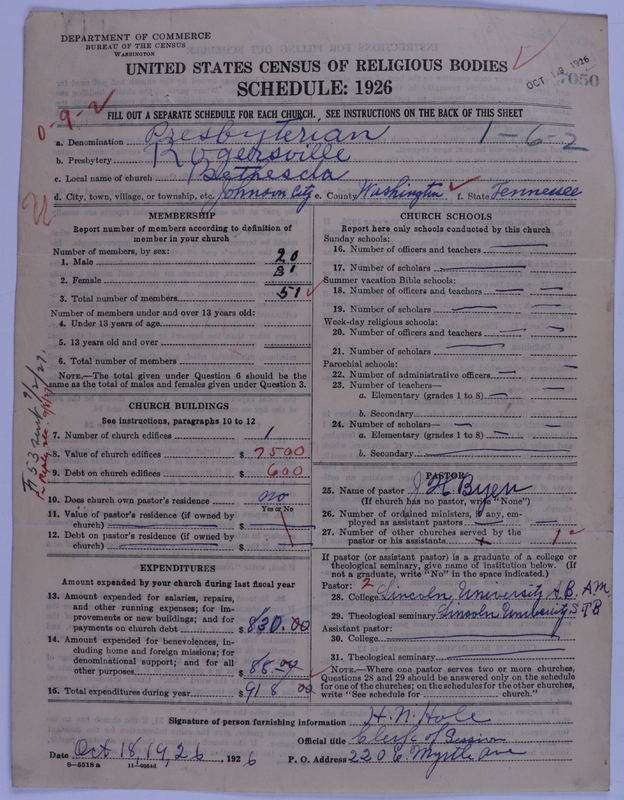 DEPARTMENT OF COMMERCE
BUREAU OF THE CENSUS
WASHINGTON
UNITED STATES CENSUS OF RELIGIOUS BODIES
SCHEDULE: 1926
OCT 1926
7050
FILL OUT A SEPARATE SCHEDULE FOR EACH CHURCH. SEE INSTRUCTIONS ON THE BACK OF THIS SHEET
0-9-2
1-6-2
a. Denomination Presbyterian
b. Presbytery Rogersville
c. Local name of church Bethesda
d. City, town, village, or township, etc. Johnson City e. County Washington f. State Tennessee
MEMBERSHIP
Report number of members according to definition of member in your church
Number of members, by sex:
1. Male 20
2. Female 31
3. Total number of members 51
Number of members under and over 13 years old:
4. Under 13 years of age
5. 13 years old and over
6. Total number of members
NOTE.—The total given under Question 6 should be the same as the total of males and females given under Question 3.
CHURCH BUILDINGS
See instructions, paragraphs 10 to 12
7. Number of church edifices 1
8. Value of church edifices $ 7500
9. Debt on church edifices $ 600
10. Does church own pastor's residence no
Yes or No
11. Value of pastor's residence (if owned by church) $
12. Debt on pastor's residence (if owned by church) $
EXPENDITURES
Amount expended by your church during last fiscal year
13. Amount expended for salaries, repairs, and other running expenses; for improvements or new buildings; and for payments on church debt $ 830.00
14. Amount expended for benevolences, including home and foreign missions; for denominational support; and for all other purposes $ 88.00
15. Total expenditures during year $ 918 00
CHURCH SCHOOLS
Report here only schools conducted by this church
Sunday schools:
16. Number of officers and teachers
17. Number of scholars
Summer vacation Bible schools:
18. Number of officers and teachers
19. Number of scholars
Week-day religious schools:
20. Number of officers and teachers
21. Number of scholars
Parochial schools:
22. Number of administrative officers
23. Number of teachers—
a. Elementary (grades 1 to 8)
b. Secondary
24. Number of scholars—
a. Elementary (grades 1 to 8)
b. Secondary
PASTOR
25. Name of pastor J H Byer
(If church has no pastor, write "None")
26. Number of ordained ministers, if any, employed as assistant pastors
27. Number of other churches served by the pastor or his assistants 1
If pastor (or assistant pastor) is a graduate of a college or theological seminary, give name of institution below. (If not a graduate, write "No" in the space indicated.)
Pastor: 2
28. College Lincoln University A.B. A.M.
29. Theological seminary Lincoln University S.T.B
Assistant pastor:
30. College
31. Theological seminary
NOTE.—Where one pastor serves two or more churches, Questions 28 and 29 should be answered only on the schedule for one of the churches; on the schedules for the other churches, write "See schedule for church."
Signature of person furnishing information H. N. Hole
Official title Clerk of Session
Date Oct 18, 1926, 1926 P. O. Address 220 E. Myrtle Ave
8—5518a